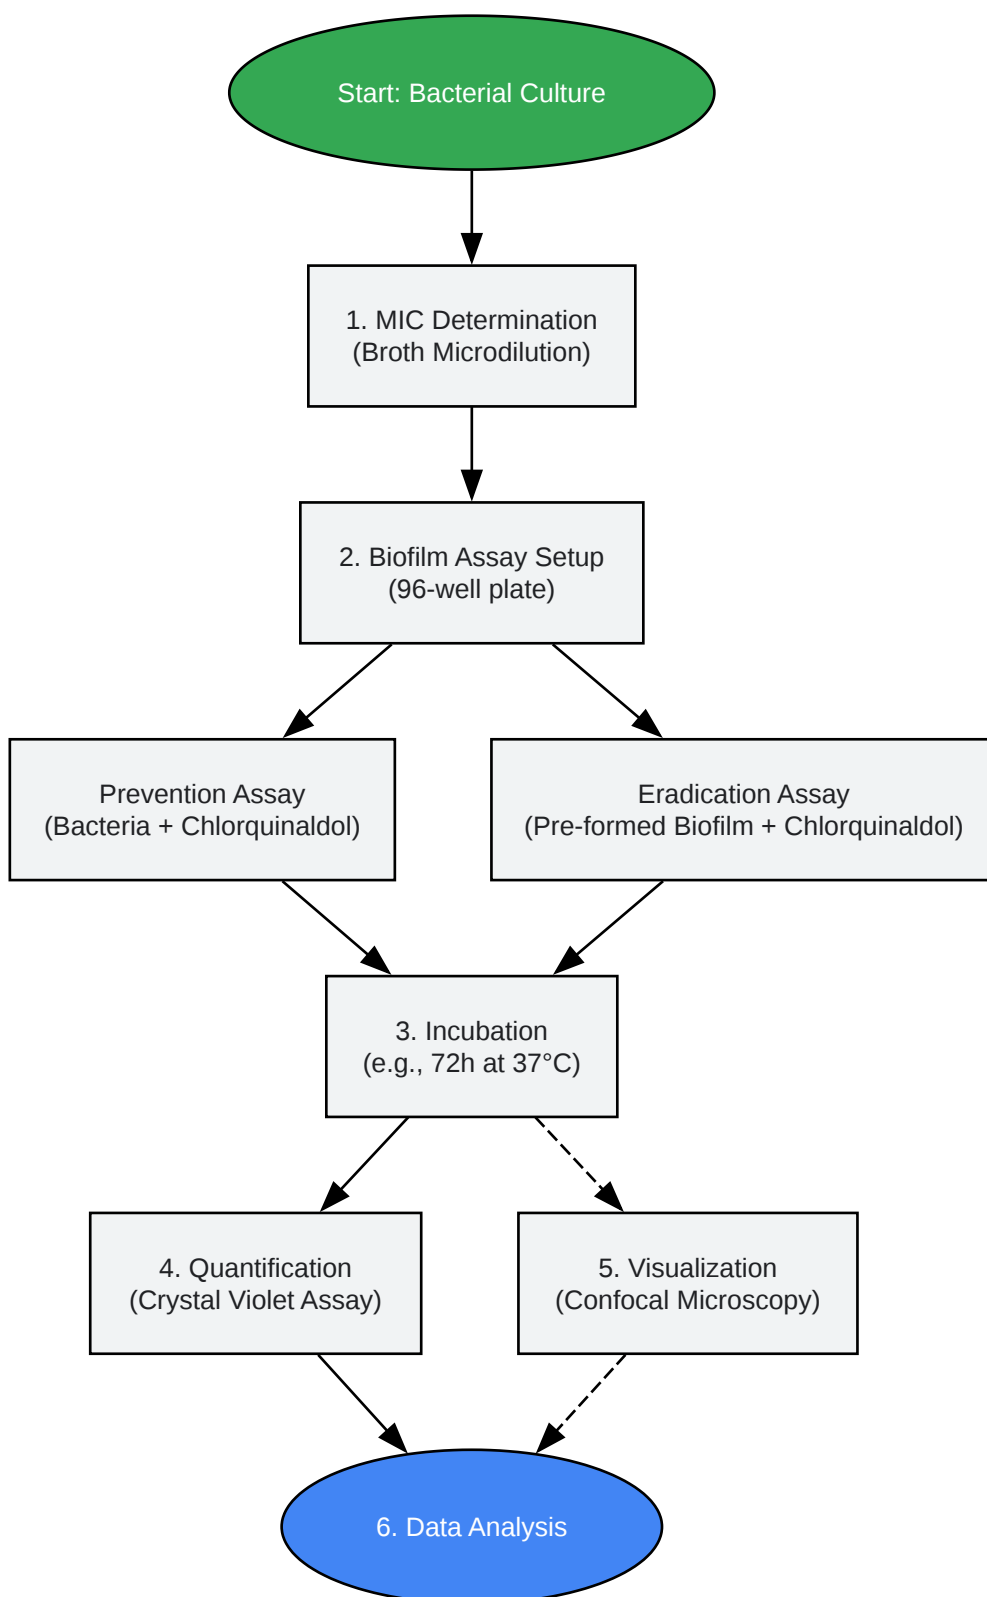 Start: Bacterial Culture
1. MIC Determination
(Broth Microdilution)
2. Biofilm Assay Setup
(96-well plate)
Prevention Assay
(Bacteria + Chlorquinaldol)
Eradication Assay
(Pre-formed Biofilm + Chlorquinaldol)
3. Incubation
(e.g., 72h at 37°C)
4. Quantification
(Crystal Violet Assay)
5. Visualization
(Confocal Microscopy)
6. Data Analysis